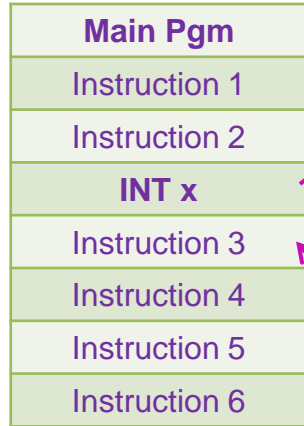 Main Pgm
Instruction 1
Instruction 2
INT x
Instruction 3
Instruction 4
Instruction 5
Instruction 6